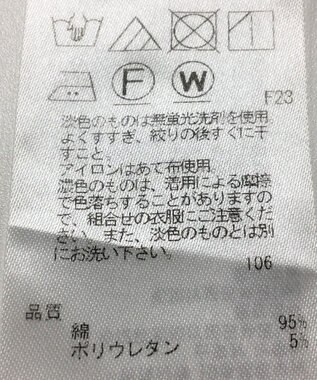 F
W
F23
淡色のものは無蛍光洗剤を使用
よくすすぎ、絞りの後すぐに干
すこと。
アイロンはあて布使用
濃色のものは、着用による摩擦
で色落ちすることがありますの
で、組合せの衣服にご注意くだ
さい。また、淡色のものとは別
にお洗い下さい。
106
品質
綿 95%
ポリウレタン 5%